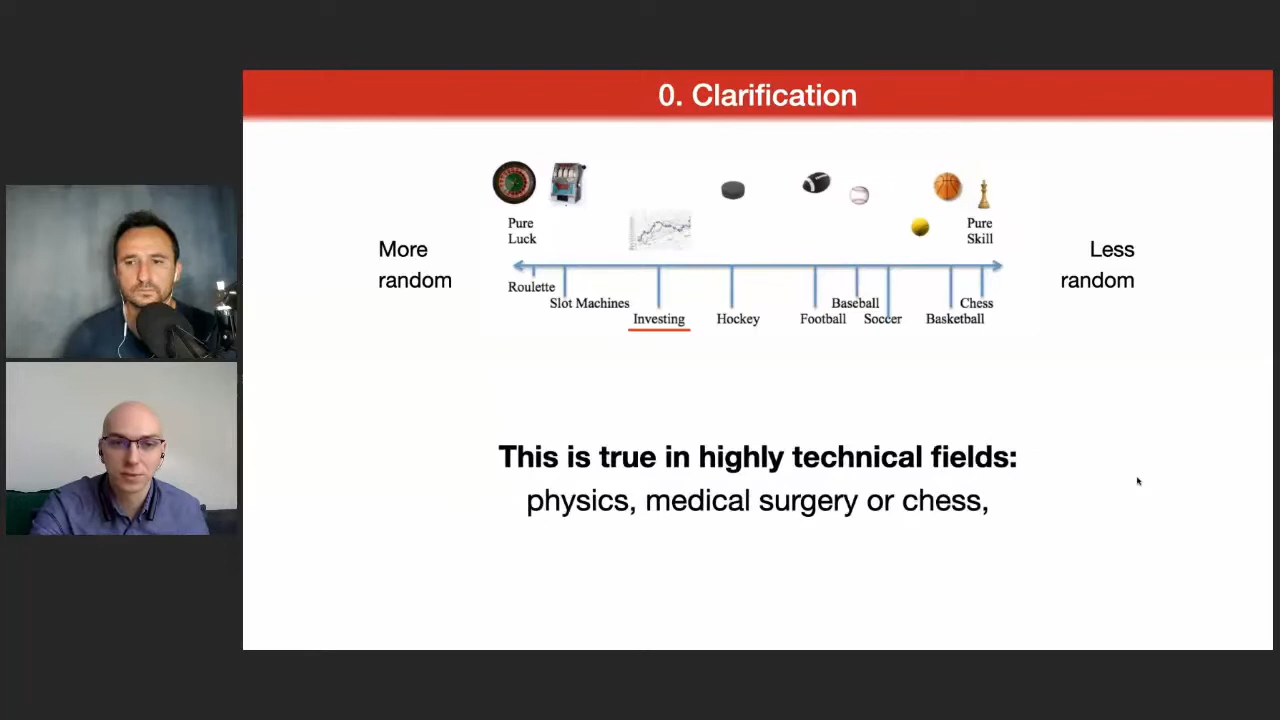 0. Clarification
Pure
Luck
Pure
Skill
More
random
Less
random
Roulette
Slot Machines
Baseball
Chess
Investing
Hockey
Football
Soccer
Basketball
This is true in highly technical fields:
physics, medical surgery or chess,